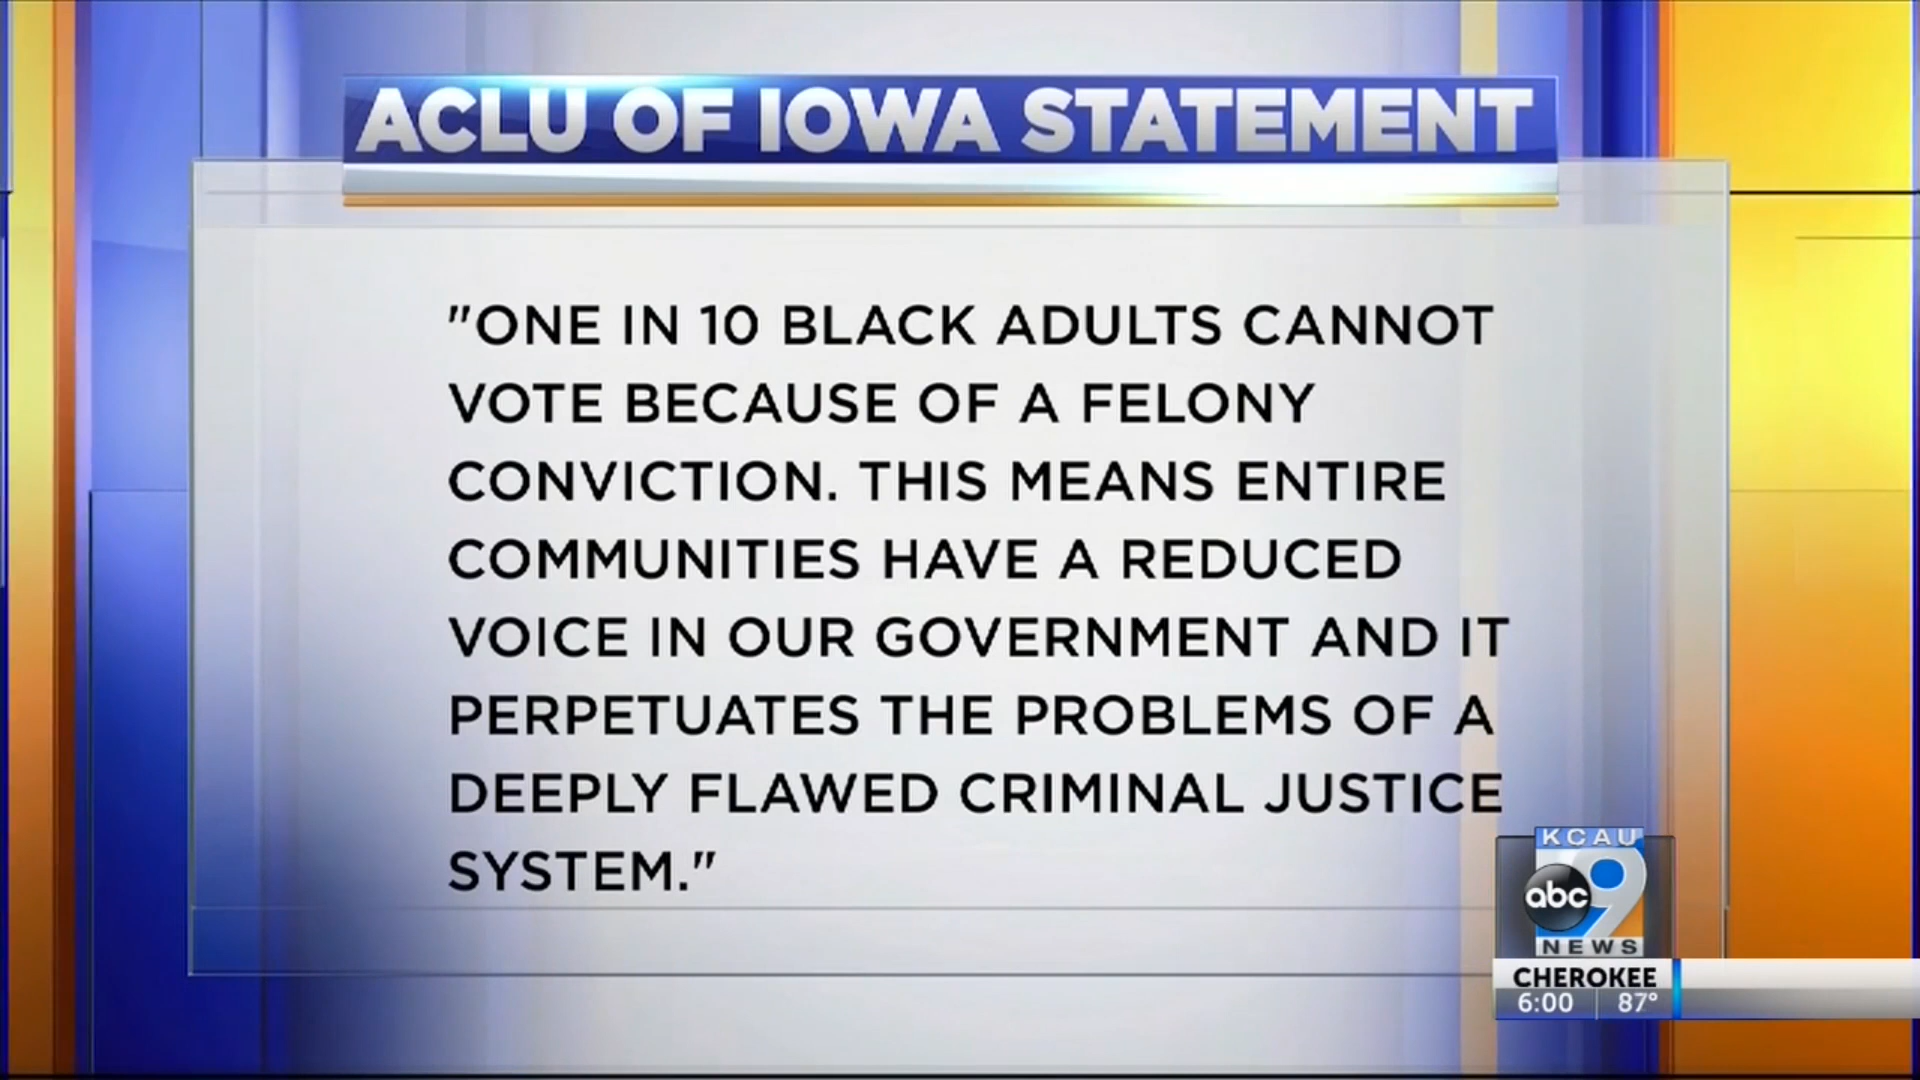 ACLU OF IOWA STATEMENT
"ONE IN 10 BLACK ADULTS CANNOT
VOTE BECAUSE OF A FELONY
CONVICTION. THIS MEANS ENTIRE
COMMUNITIES HAVE A REDUCED
VOICE IN OUR GOVERNMENT AND IT
PERPETUATES THE PROBLEMS OF A
DEEPLY FLAWED CRIMINAL JUSTICE
SYSTEM."
KCAU
abc 9
NEWS
CHEROKEE
6:00 87°